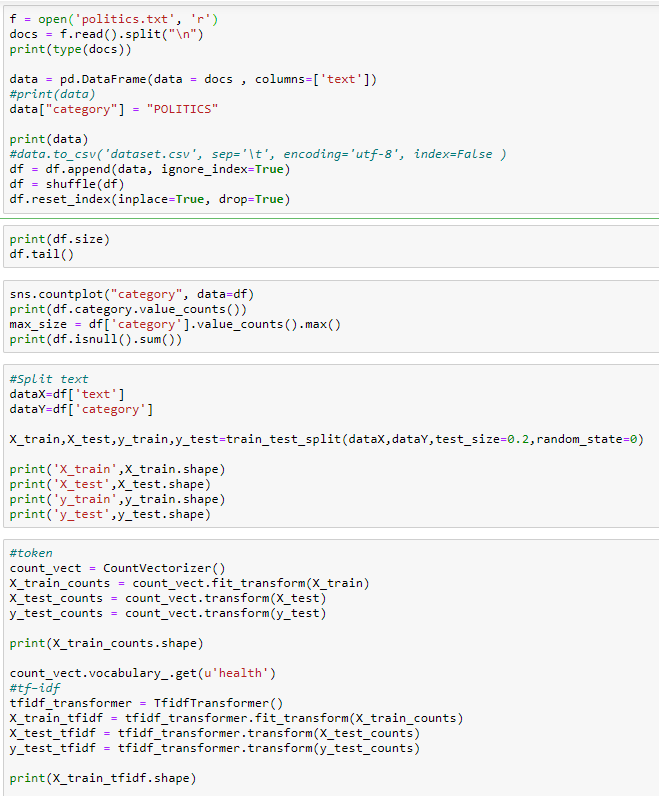 f = open('politics.txt', 'r')
docs = f.read().split("\n")
print(type(docs))
data = pd.DataFrame(data = docs , columns=['text'])
#print(data)
data["category"] = "POLITICS"
print(data)
#data.to_csv('dataset.csv', sep='\t', encoding='utf-8', index=False )
df = df.append(data, ignore_index=True)
df = shuffle(df)
df.reset_index(inplace=True, drop=True)
print(df.size)
df.tail()
sns.countplot("category", data=df)
print(df.category.value_counts())
max_size = df['category'].value_counts().max()
print(df.isnull().sum())
#Split text
dataX=df['text']
dataY=df['category']
X_train,X_test,y_train,y_test=train_test_split(dataX,dataY,test_size=0.2,random_state=0)
print('X_train',X_train.shape)
print('X_test',X_test.shape)
print('y_train',y_train.shape)
print('y_test',y_test.shape)
#token
count_vect = CountVectorizer()
X_train_counts = count_vect.fit_transform(X_train)
X_test_counts = count_vect.transform(X_test)
y_test_counts = count_vect.transform(y_test)
print(X_train_counts.shape)
count_vect.vocabulary_.get(u'health')
#tf-idf
tfidf_transformer = TfidfTransformer()
X_train_tfidf = tfidf_transformer.fit_transform(X_train_counts)
X_test_tfidf = tfidf_transformer.transform(X_test_counts)
y_test_tfidf = tfidf_transformer.transform(y_test_counts)
print(X_train_tfidf.shape)